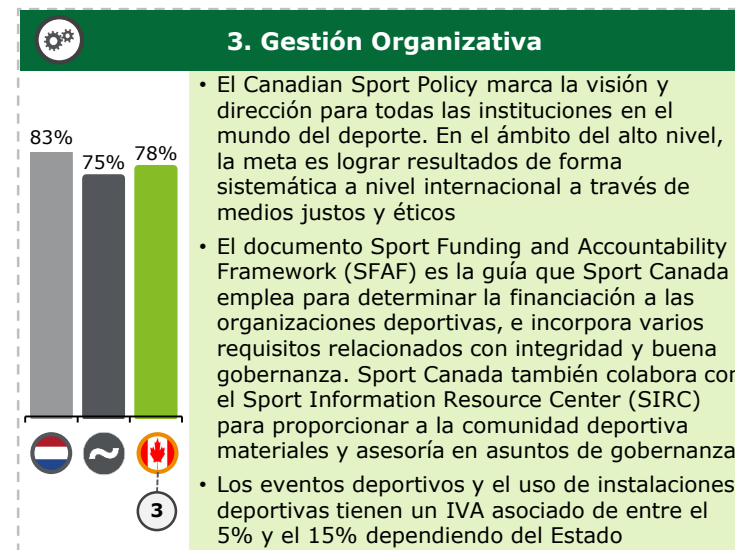 3. Gestión Organizativa
83%
75%
78%
3
• El Canadian Sport Policy marca la visión y
dirección para todas las instituciones en el
mundo del deporte. En el ámbito del alto nivel,
la meta es lograr resultados de forma
sistemática a nivel internacional a través de
medios justos y éticos
• El documento Sport Funding and Accountability
Framework (SFAF) es la guía que Sport Canada
emplea para determinar la financiación a las
organizaciones deportivas, e incorpora varios
requisitos relacionados con integridad y buena
gobernanza. Sport Canada también colabora con
el Sport Information Resource Center (SIRC)
para proporcionar a la comunidad deportiva
materiales y asesoría en asuntos de gobernanza
• Los eventos deportivos y el uso de instalaciones
deportivas tienen un IVA asociado de entre el
5% y el 15% dependiendo del Estado